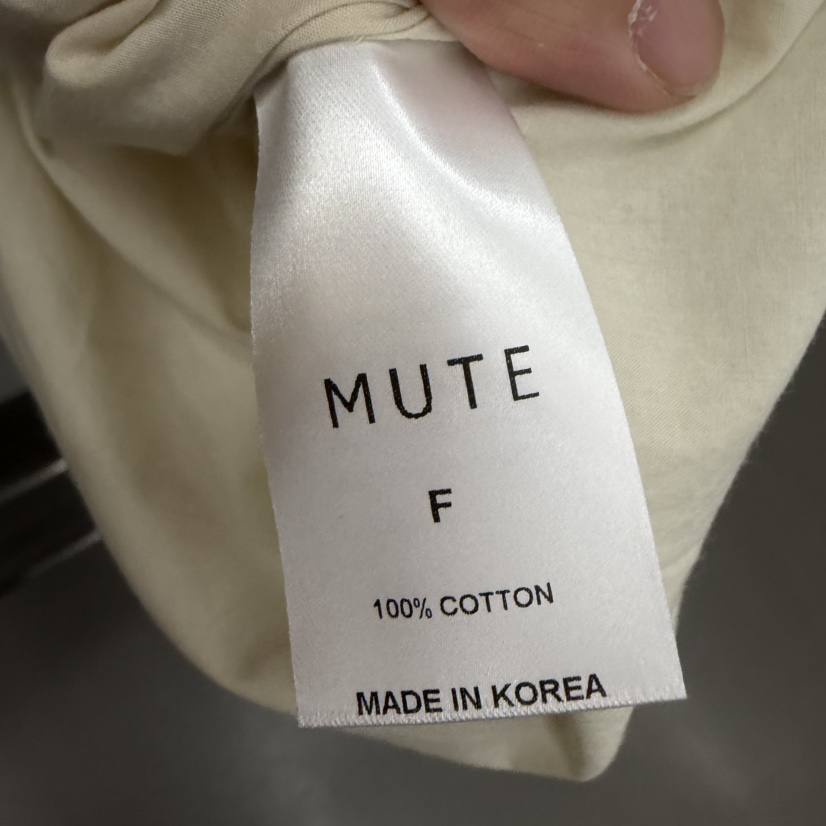 MUTE
F
100% COTTON
MADE IN KOREA